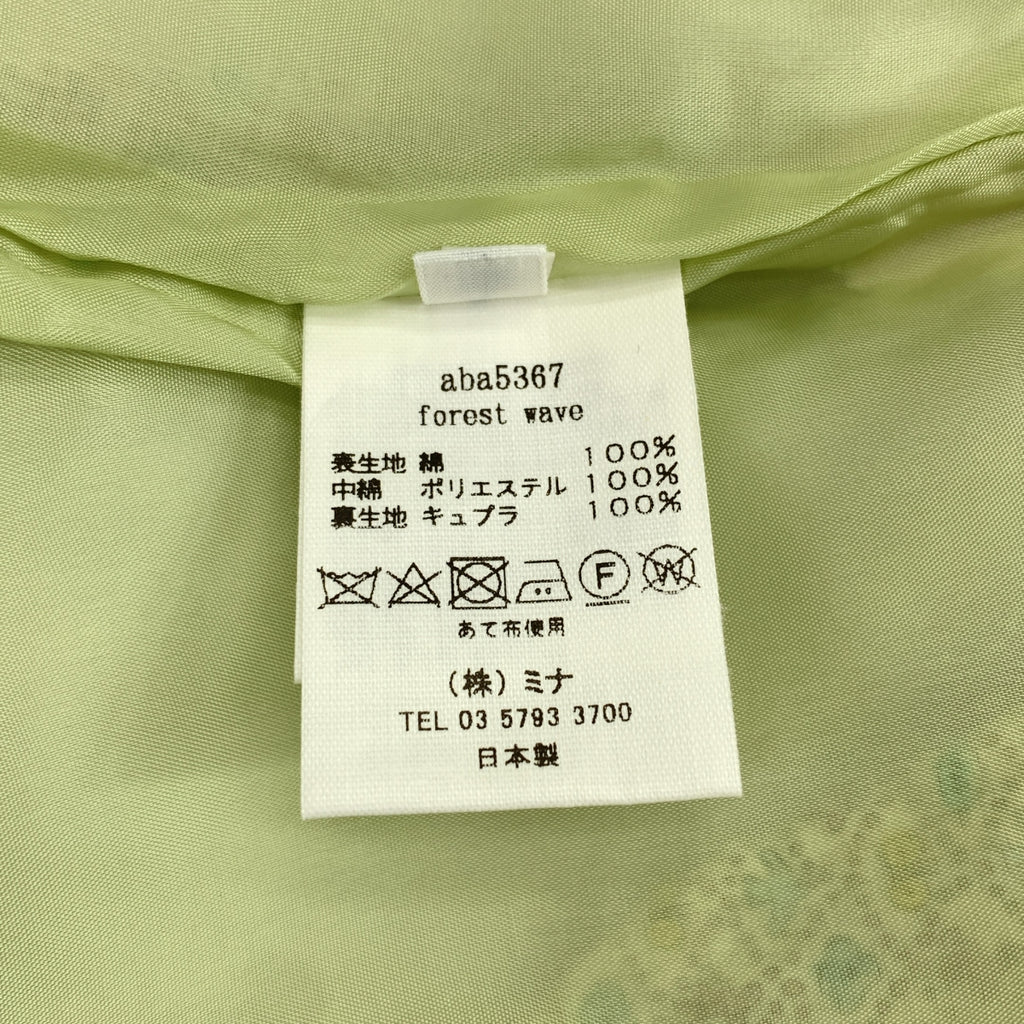 aba5367
forest wave
表生地 綿 100%
中綿 ポリエステル 100%
裏生地 キュプラ 100%
F W
あて布使用
(株)ミナ
TEL 03 5793 3700
日本製